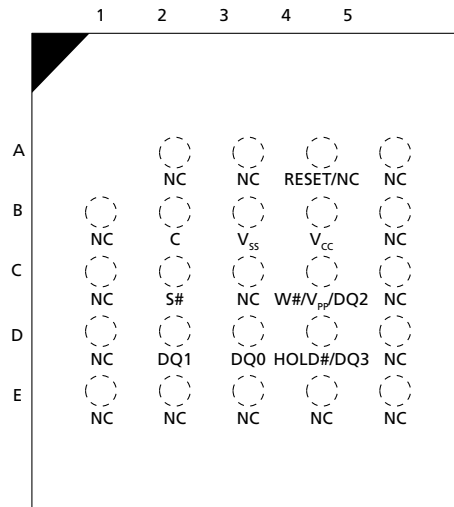 1 2 3 4 5
A
NC NC RESET/NC NC
B
NC C VSS VCC NC
C
NC S# NC W#/VPP/DQ2 NC
D
NC DQ1 DQ0 HOLD#/DQ3 NC
E
NC NC NC NC NC